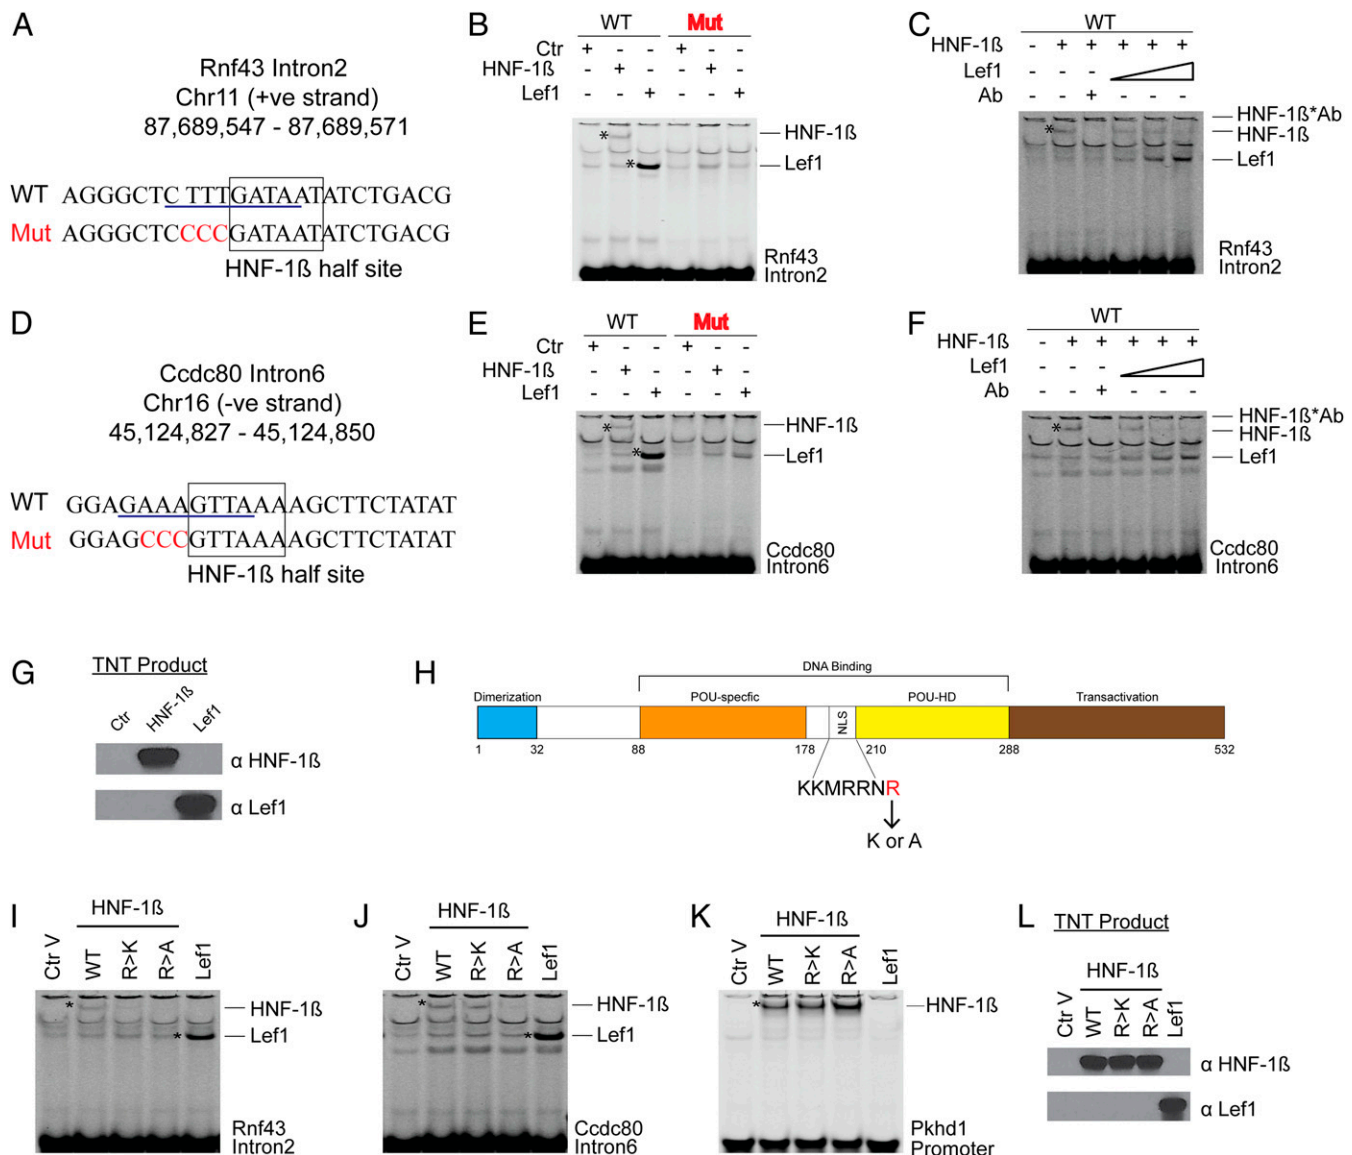 A
Rnf43 Intron2
Chr11 (+ve strand)
87,689,547 - 87,689,571
WT AGGGCTC TTTGATAATATCTGACG
Mut AGGGCTCCCCGATAATATCTGACG
HNF-1ß half site
B
WT Mut
Ctr + - - + - -
HNF-1ß - + - - + -
Lef1 - - + - - +
*
*
HNF-1ß
Lef1
Rnf43
Intron2
C
WT
HNF-1ß - + + + + +
Lef1 - - -
Ab - - + - - -
*
HNF-1ß*Ab
HNF-1ß
Lef1
Rnf43
Intron2
D
Ccdc80 Intron6
Chr16 (-ve strand)
45,124,827 - 45,124,850
WT GGAGAAAGTTAAAAGCTTCTATAT
Mut GGAGCCCGTTAAAAGCTTCTATAT
HNF-1ß half site
E
WT Mut
Ctr + - - + - -
HNF-1ß - + - - + -
Lef1 - - + - - +
*
*
HNF-1ß
Lef1
Ccdc80
Intron6
F
WT
HNF-1ß - + + + + +
Lef1 - - -
Ab - - + - - -
*
HNF-1ß*Ab
HNF-1ß
Lef1
Ccdc80
Intron6
G
TNT Product
Ctr HNF-1ß Lef1
α HNF-1ß
α Lef1
H
DNA Binding
Dimerization POU-specfic POU-HD Transactivation
NLS
1 32 88 178 210 288 532
KKMRRNR
K or A
I
HNF-1ß
Ctr V WT R>K R>A Lef1
*
*
HNF-1ß
Lef1
Rnf43
Intron2
J
HNF-1ß
Ctr V WT R>K R>A Lef1
*
*
HNF-1ß
Lef1
Ccdc80
Intron6
K
HNF-1ß
Ctr V WT R>K R>A Lef1
*
HNF-1ß
Pkhd1
Promoter
L
TNT Product
HNF-1ß
Ctr V WT R>K R>A Lef1
α HNF-1ß
α Lef1